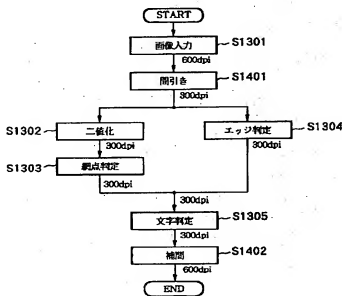 START
画像入力 S1301
600dpi
間引き S1401
300dpi
S1302 二値化 エッジ判定 S1304
300dpi 300dpi
S1303 網点判定
300dpi
300dpi
文字判定 S1305
300dpi
補間 S1402
600dpi
END